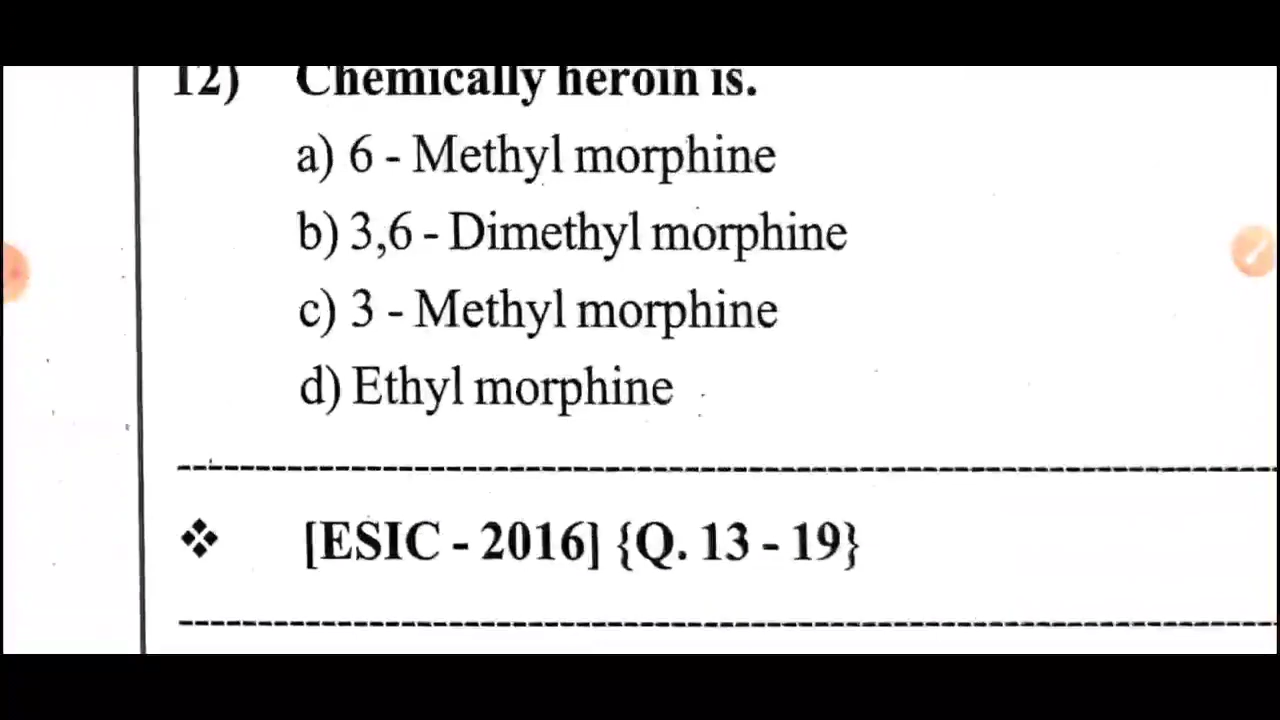 12) Chemically heroin is.
a) 6 - Methyl morphine
b) 3,6 - Dimethyl morphine
c) 3 - Methyl morphine
d) Ethyl morphine
❖ [ESIC - 2016] {Q. 13 - 19}